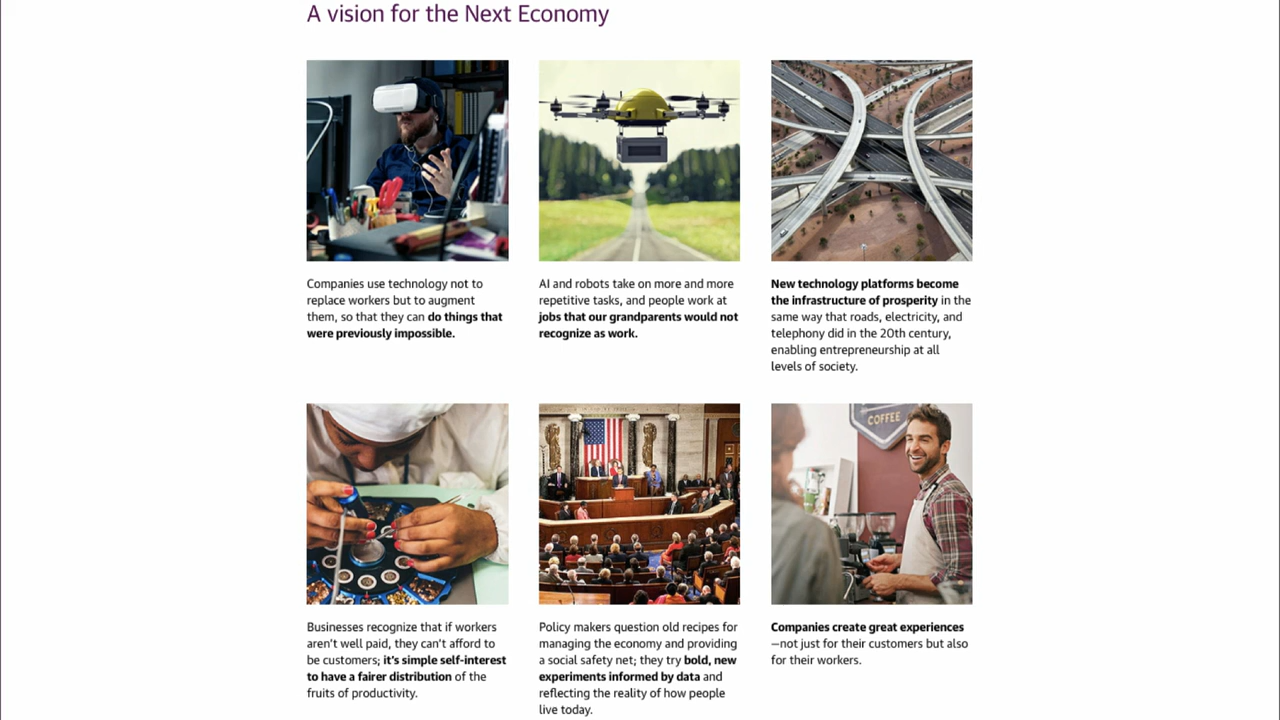 A vision for the Next Economy
Companies use technology not to
replace workers but to augment
them, so that they can do things that
were previously impossible.
AI and robots take on more and more
repetitive tasks, and people work at
jobs that our grandparents would not
recognize as work.
New technology platforms become
the infrastructure of prosperity in the
same way that roads, electricity, and
telephony did in the 20th century,
enabling entrepreneurship at all
levels of society.
COFFEE
Businesses recognize that if workers
aren't well paid, they can't afford to
be customers; it's simple self-interest
to have a fairer distribution of the
fruits of productivity.
Policy makers question old recipes for
managing the economy and providing
a social safety net; they try bold, new
experiments informed by data and
reflecting the reality of how people
live today.
Companies create great experiences
—not just for their customers but also
for their workers.